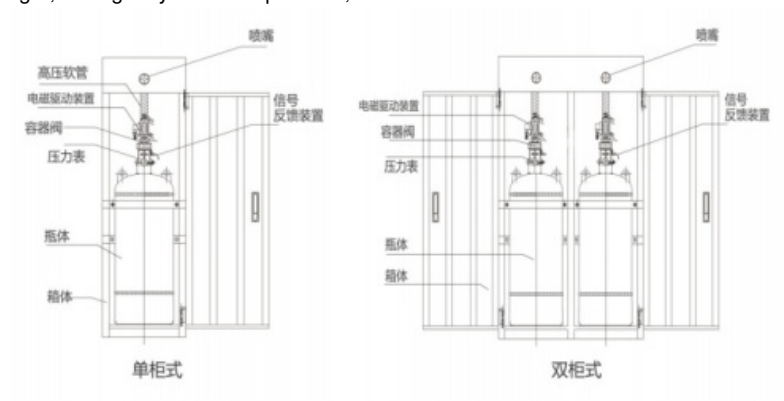 喷嘴
高压软管
电磁驱动装置
信号
反馈装置
容器阀
压力表
瓶体
箱体
单柜式
喷嘴
电磁驱动装置
信号
反馈装置
容器阀
压力表
瓶体
箱体
双柜式